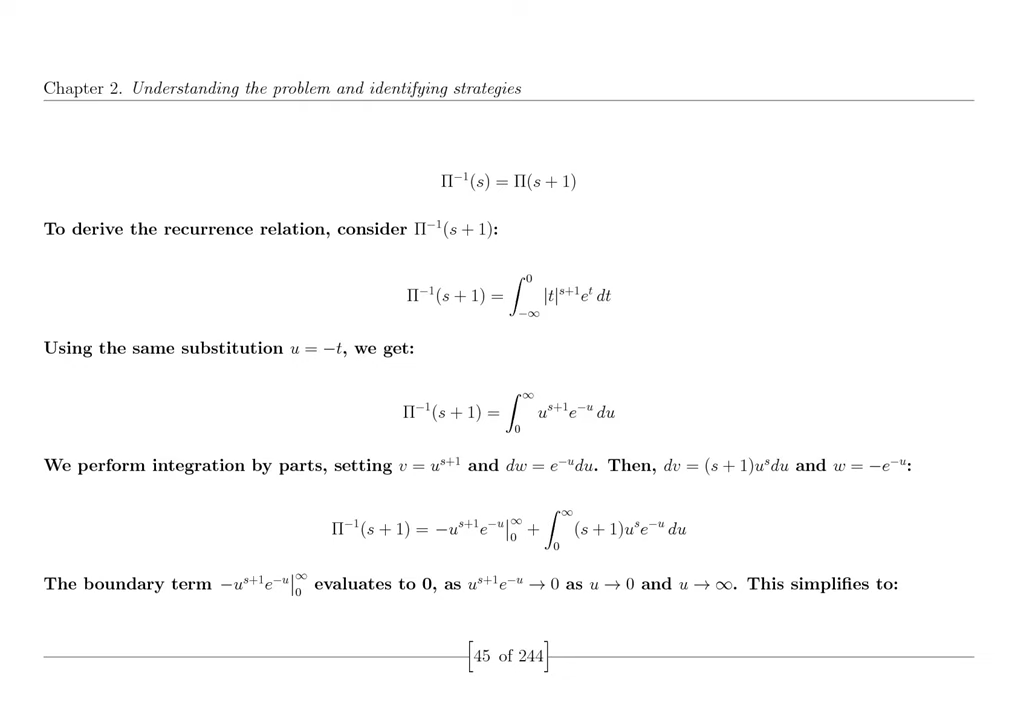 Chapter 2. Understanding the problem and identifying strategies
Π⁻¹(s) = Π(s + 1)
To derive the recurrence relation, consider Π⁻¹(s + 1):
Π⁻¹(s + 1) = ∫_{−∞}^{0} |t|^{s+1} e^{t} dt
Using the same substitution u = −t, we get:
Π⁻¹(s + 1) = ∫_{0}^{∞} u^{s+1} e^{−u} du
We perform integration by parts, setting v = u^{s+1} and dw = e^{−u}du. Then, dv = (s + 1)u^{s}du and w = −e^{−u}:
Π⁻¹(s + 1) = −u^{s+1} e^{−u}|_{0}^{∞} + ∫_{0}^{∞} (s + 1)u^{s} e^{−u} du
The boundary term −u^{s+1} e^{−u}|_{0}^{∞} evaluates to 0, as u^{s+1} e^{−u} → 0 as u → 0 and u → ∞. This simplifies to:
[45 of 244]